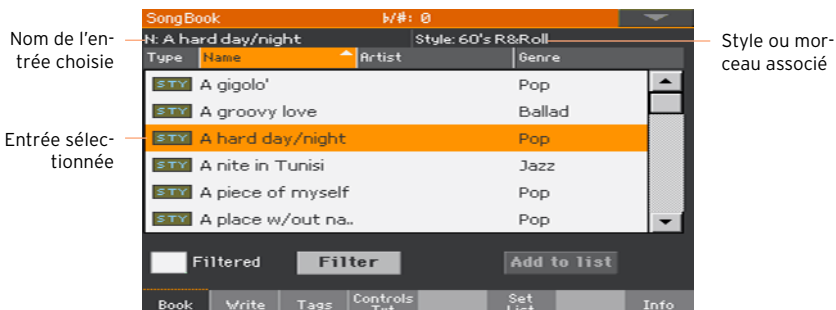 SongBook ♭/#: 0
N: A hard day/night Style: 60's R&Roll
Nom de l'en-
trée choisie
Style ou mor-
ceau associé
Type Name Artist Genre
STY A gigolo' Pop
STY A groovy love Ballad
STY A hard day/night Pop
Entrée sélec-
tionnée
STY A nite in Tunisi Jazz
STY A piece of myself Pop
STY A place w/out na.. Pop
Filtered Filter Add to list
Book Write Tags Controls Set Info
Int. List